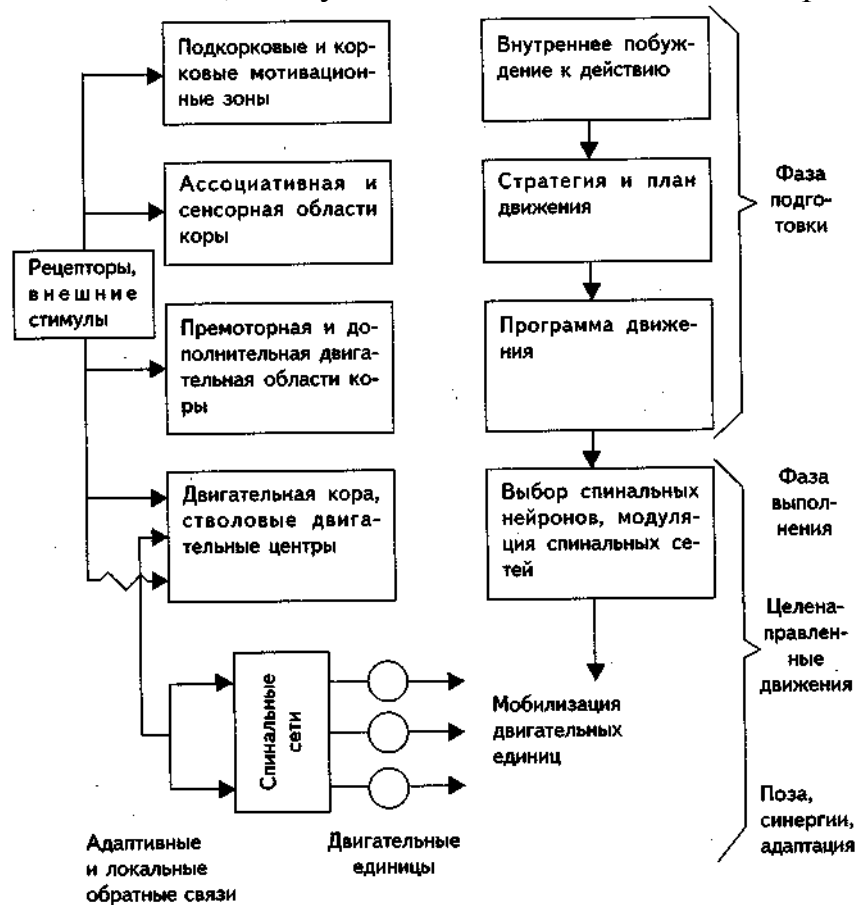 Подкорковые и кор-
ковые мотивацион-
ные зоны
Внутреннее побуж-
дение к действию
Ассоциативная и
сенсорная области
коры
Стратегия и план
движения
Фаза
подго-
товки
Рецепторы,
внешние
стимулы
Премоторная и до-
полнительная двига-
тельная области ко-
ры
Программа движе-
ния
Двигательная кора,
стволовые двига-
тельные центры
Выбор спинальных
нейронов, модуля-
ция спинальных се-
тей
Фаза
выпол-
нения
Целена-
правлен-
ные
движения
Спинальные
сети
Мобилизация
двигательных
единиц
Поза,
синергии,
адаптация
Адаптивные
и локальные
обратные связи
Двигательные
единицы